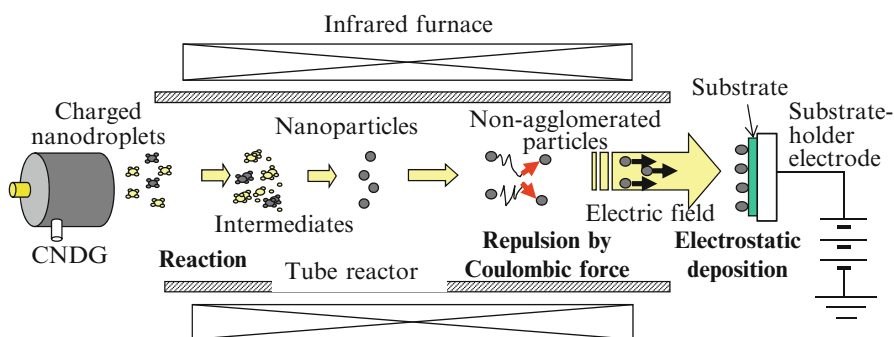 Infrared furnace
Charged
nanodroplets
Nanoparticles
Non-agglomerated
particles
Substrate
Substrate-
holder
electrode
Intermediates
Electric field
CNDG
Reaction
Tube reactor
Repulsion by
Coulombic force
Electrostatic
deposition